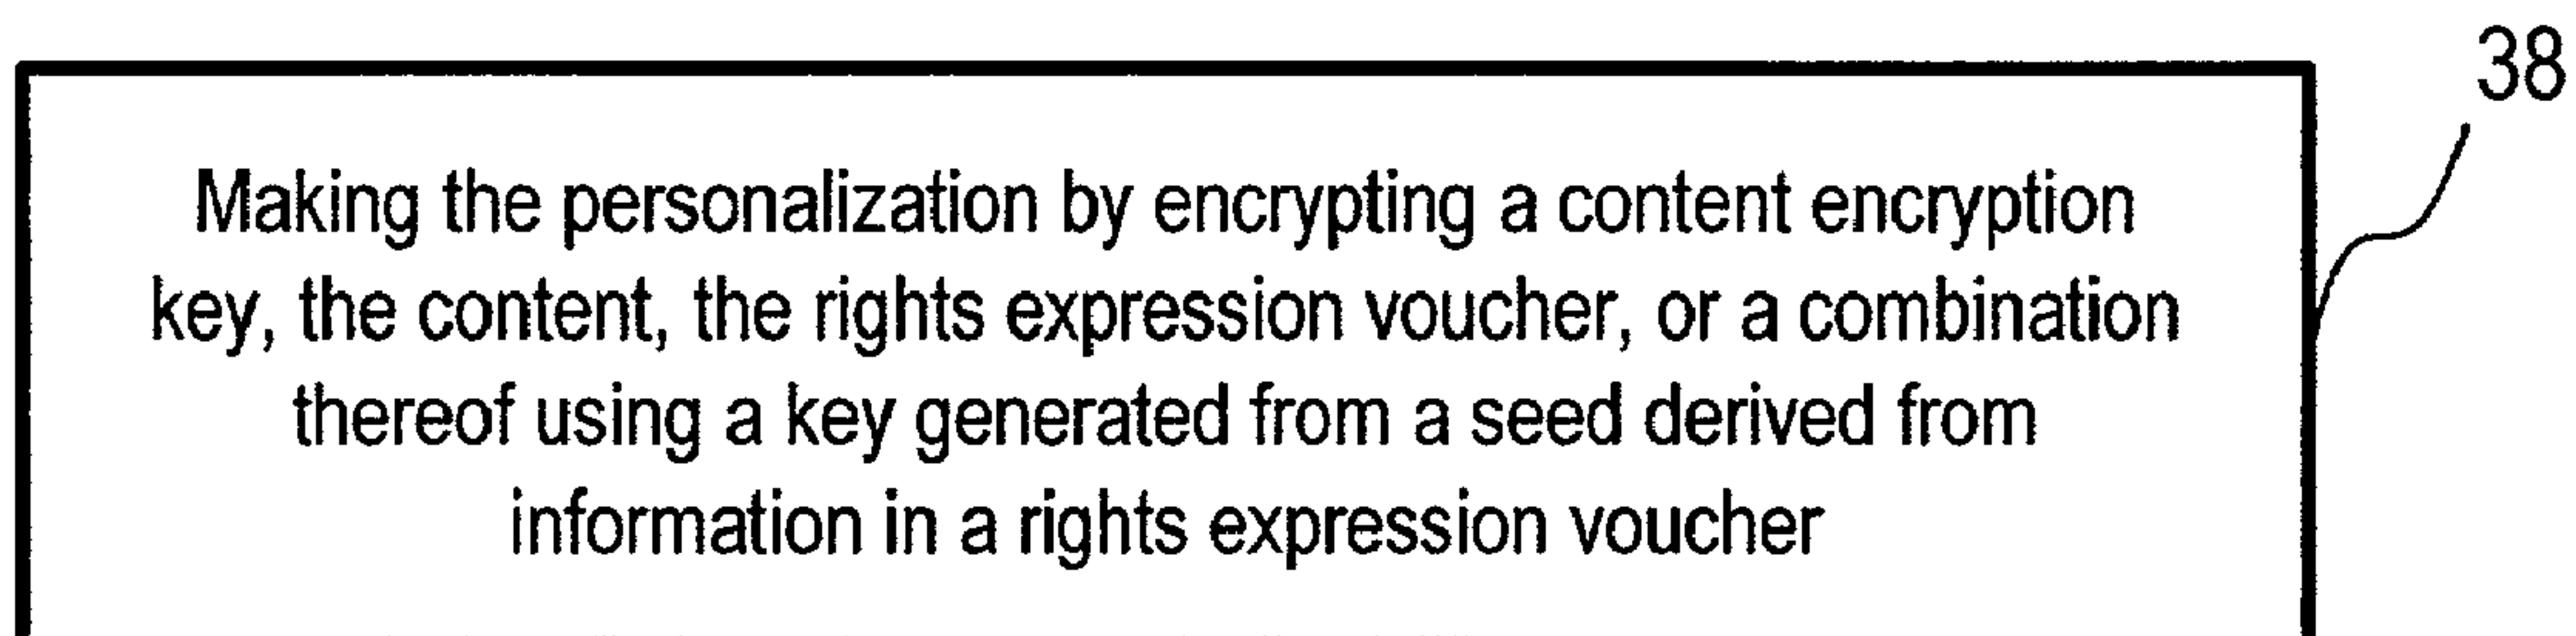 38
Making the personalization by encrypting a content encryption
key, the content, the rights expression voucher, or a combination
thereof using a key generated from a seed derived from
information in a rights expression voucher